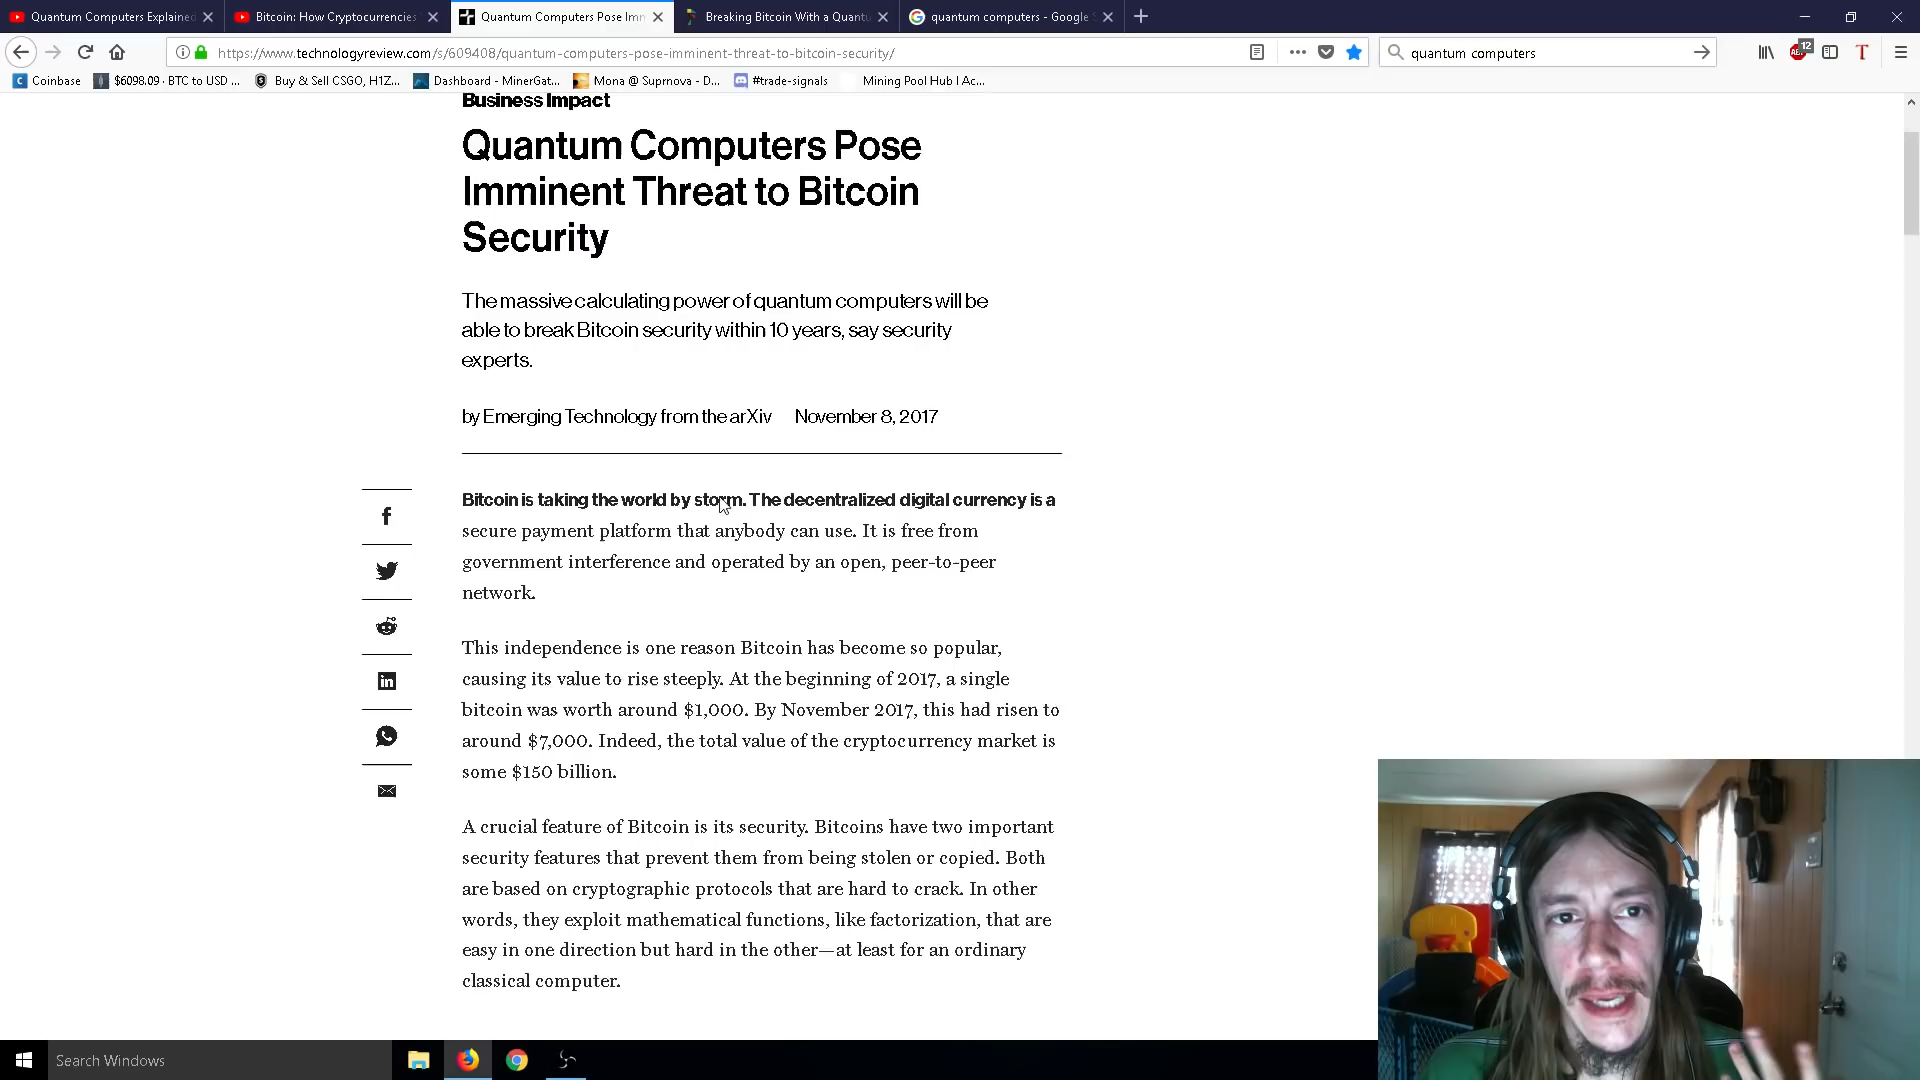 Quantum Computers Explained
Bitcoin: How Cryptocurrencies
Quantum Computers Pose Imm
Breaking Bitcoin With a Quant
quantum computers - Google
https://www.technologyreview.com/s/609408/quantum-computers-pose-imminent-threat-to-bitcoin-security/
quantum computers
12
Coinbase
$6098.09 · BTC to USD ...
Buy & Sell CSGO, H1Z...
Dashboard - MinerGat...
Mona @ Suprnova - D...
#trade-signals
Mining Pool Hub | Ac...
Business Impact
Quantum Computers Pose
Imminent Threat to Bitcoin
Security
The massive calculating power of quantum computers will be
able to break Bitcoin security within 10 years, say security
experts.
by Emerging Technology from the arXiv November 8, 2017
Bitcoin is taking the world by storm. The decentralized digital currency is a
secure payment platform that anybody can use. It is free from
government interference and operated by an open, peer-to-peer
network.
This independence is one reason Bitcoin has become so popular,
causing its value to rise steeply. At the beginning of 2017, a single
bitcoin was worth around $1,000. By November 2017, this had risen to
around $7,000. Indeed, the total value of the cryptocurrency market is
some $150 billion.
A crucial feature of Bitcoin is its security. Bitcoins have two important
security features that prevent them from being stolen or copied. Both
are based on cryptographic protocols that are hard to crack. In other
words, they exploit mathematical functions, like factorization, that are
easy in one direction but hard in the other—at least for an ordinary
classical computer.
Search Windows